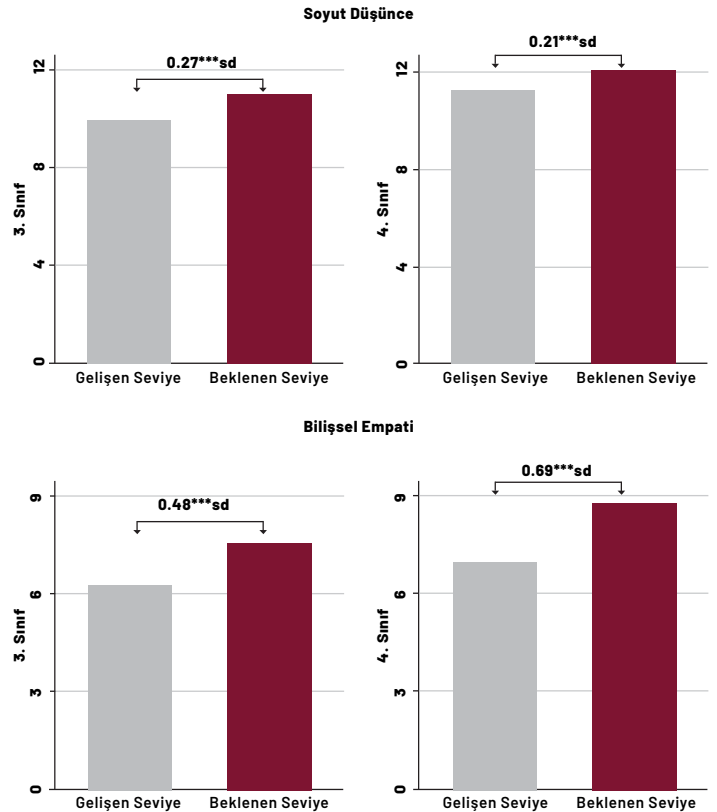 Soyut Düşünce
0.27***sd
12
8
4
0
3. Sınıf
Gelişen Seviye Beklenen Seviye
0.21***sd
12
8
4
0
4. Sınıf
Gelişen Seviye Beklenen Seviye
Bilişsel Empati
0.48***sd
9
6
3
0
3. Sınıf
Gelişen Seviye Beklenen Seviye
0.69***sd
9
6
3
0
4. Sınıf
Gelişen Seviye Beklenen Seviye